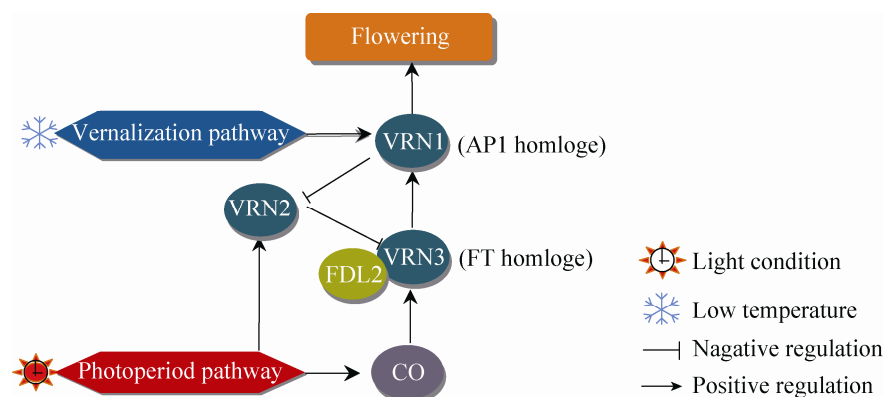 Flowering
Vernalization pathway
VRN1
(AP1 homloge)
VRN2
VRN3
(FT homloge)
FDL2
Photoperiod pathway
CO
Light condition
Low temperature
Nagative regulation
Positive regulation